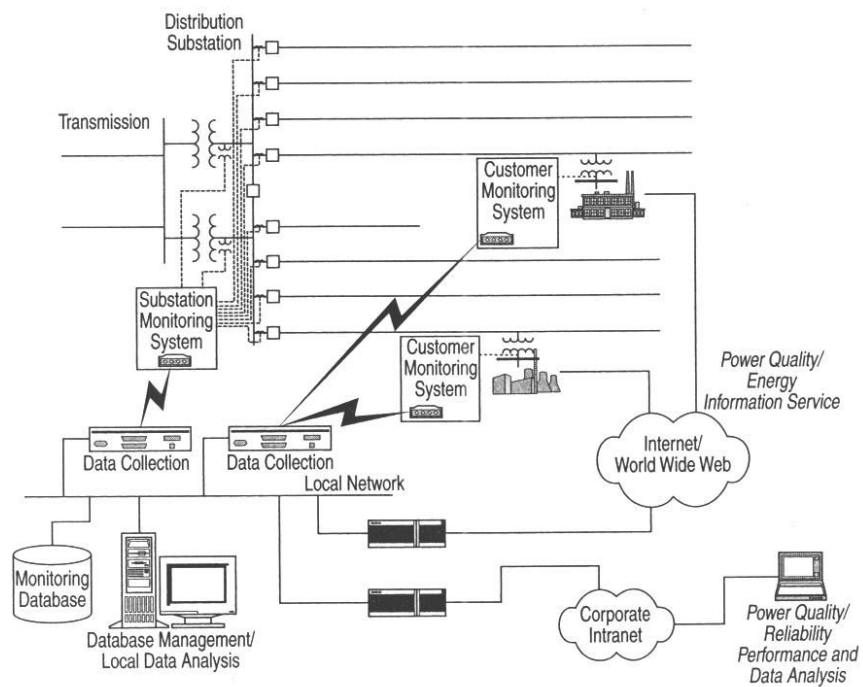 Distribution
Substation
Transmission
Customer
Monitoring
System
Substation
Monitoring
System
Customer
Monitoring
System
Power Quality/
Energy
Information Service
Data Collection
Data Collection
Internet/
World Wide Web
Local Network
Monitoring
Database
Database Management/
Local Data Analysis
Corporate
Intranet
Power Quality/
Reliability
Performance and
Data Analysis